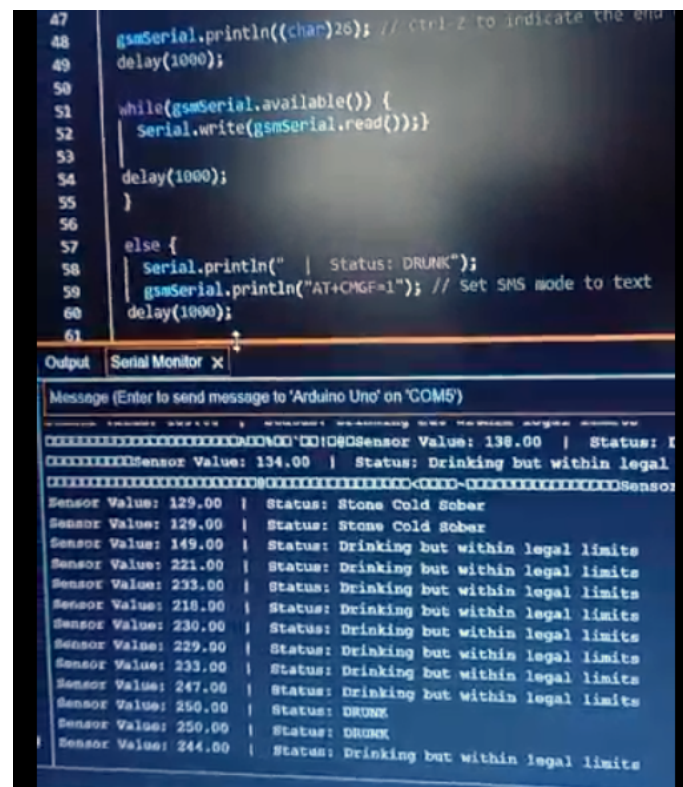 47
48 gsmSerial.println((char)26); // Ctrl-Z to indicate the end
49 delay(1000);
50
51 while(gsmSerial.available()) {
52 Serial.write(gsmSerial.read());}
53
54 delay(1000);
55 }
56
57 else {
58 Serial.println("  |  Status: DRUNK");
59 gsmSerial.println("AT+CMGF=1"); // Set SMS mode to text
60 delay(1000);
61
Output Serial Monitor ×
Message (Enter to send message to 'Arduino Uno' on 'COM5')
Sensor Value: 138.00 | Status:
Sensor Value: 134.00 | Status: Drinking but within legal
Sensor
Sensor Value: 129.00 | Status: Stone Cold Sober
Sensor Value: 129.00 | Status: Stone Cold Sober
Sensor Value: 149.00 | Status: Drinking but within legal limits
Sensor Value: 221.00 | Status: Drinking but within legal limits
Sensor Value: 233.00 | Status: Drinking but within legal limits
Sensor Value: 218.00 | Status: Drinking but within legal limits
Sensor Value: 230.00 | Status: Drinking but within legal limits
Sensor Value: 229.00 | Status: Drinking but within legal limits
Sensor Value: 233.00 | Status: Drinking but within legal limits
Sensor Value: 247.00 | Status: Drinking but within legal limits
Sensor Value: 250.00 | Status: DRUNK
Sensor Value: 250.00 | Status: DRUNK
Sensor Value: 244.00 | Status: Drinking but within legal limits